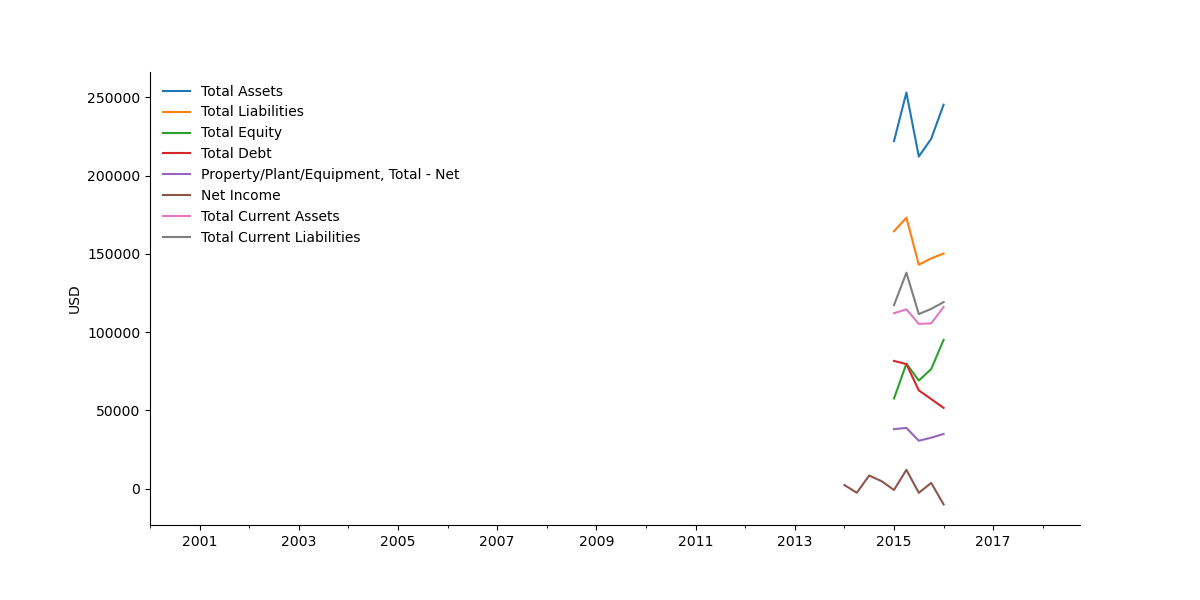 250000
200000
150000
100000
50000
0
USD
Total Assets
Total Liabilities
Total Equity
Total Debt
Property/Plant/Equipment, Total - Net
Net Income
Total Current Assets
Total Current Liabilities
2001 2003 2005 2007 2009 2011 2013 2015 2017